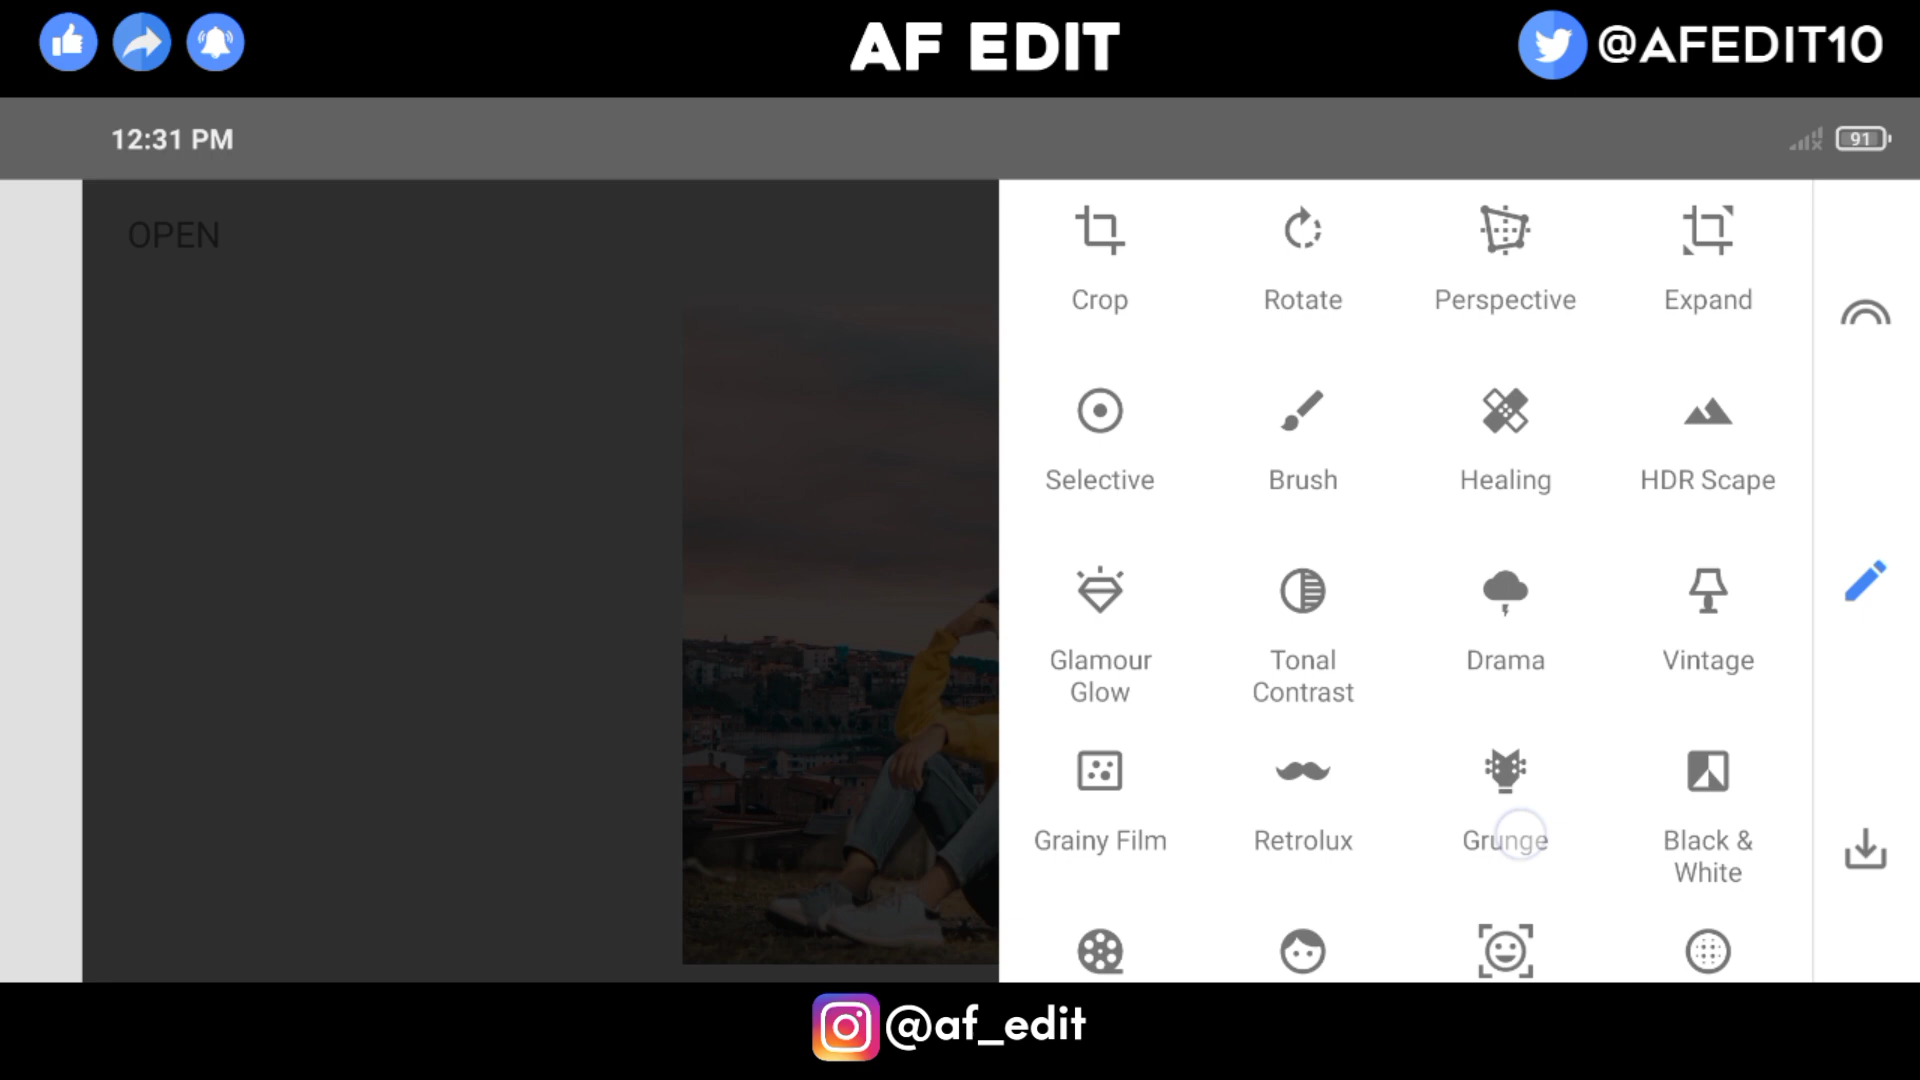 AF EDIT
@AFEDIT10
12:31 PM
91
OPEN
Crop
Rotate
Perspective
Expand
Selective
Brush
Healing
HDR Scape
Glamour
Glow
Tonal
Contrast
Drama
Vintage
Grainy Film
Retrolux
Grunge
Black &
White
@af_edit